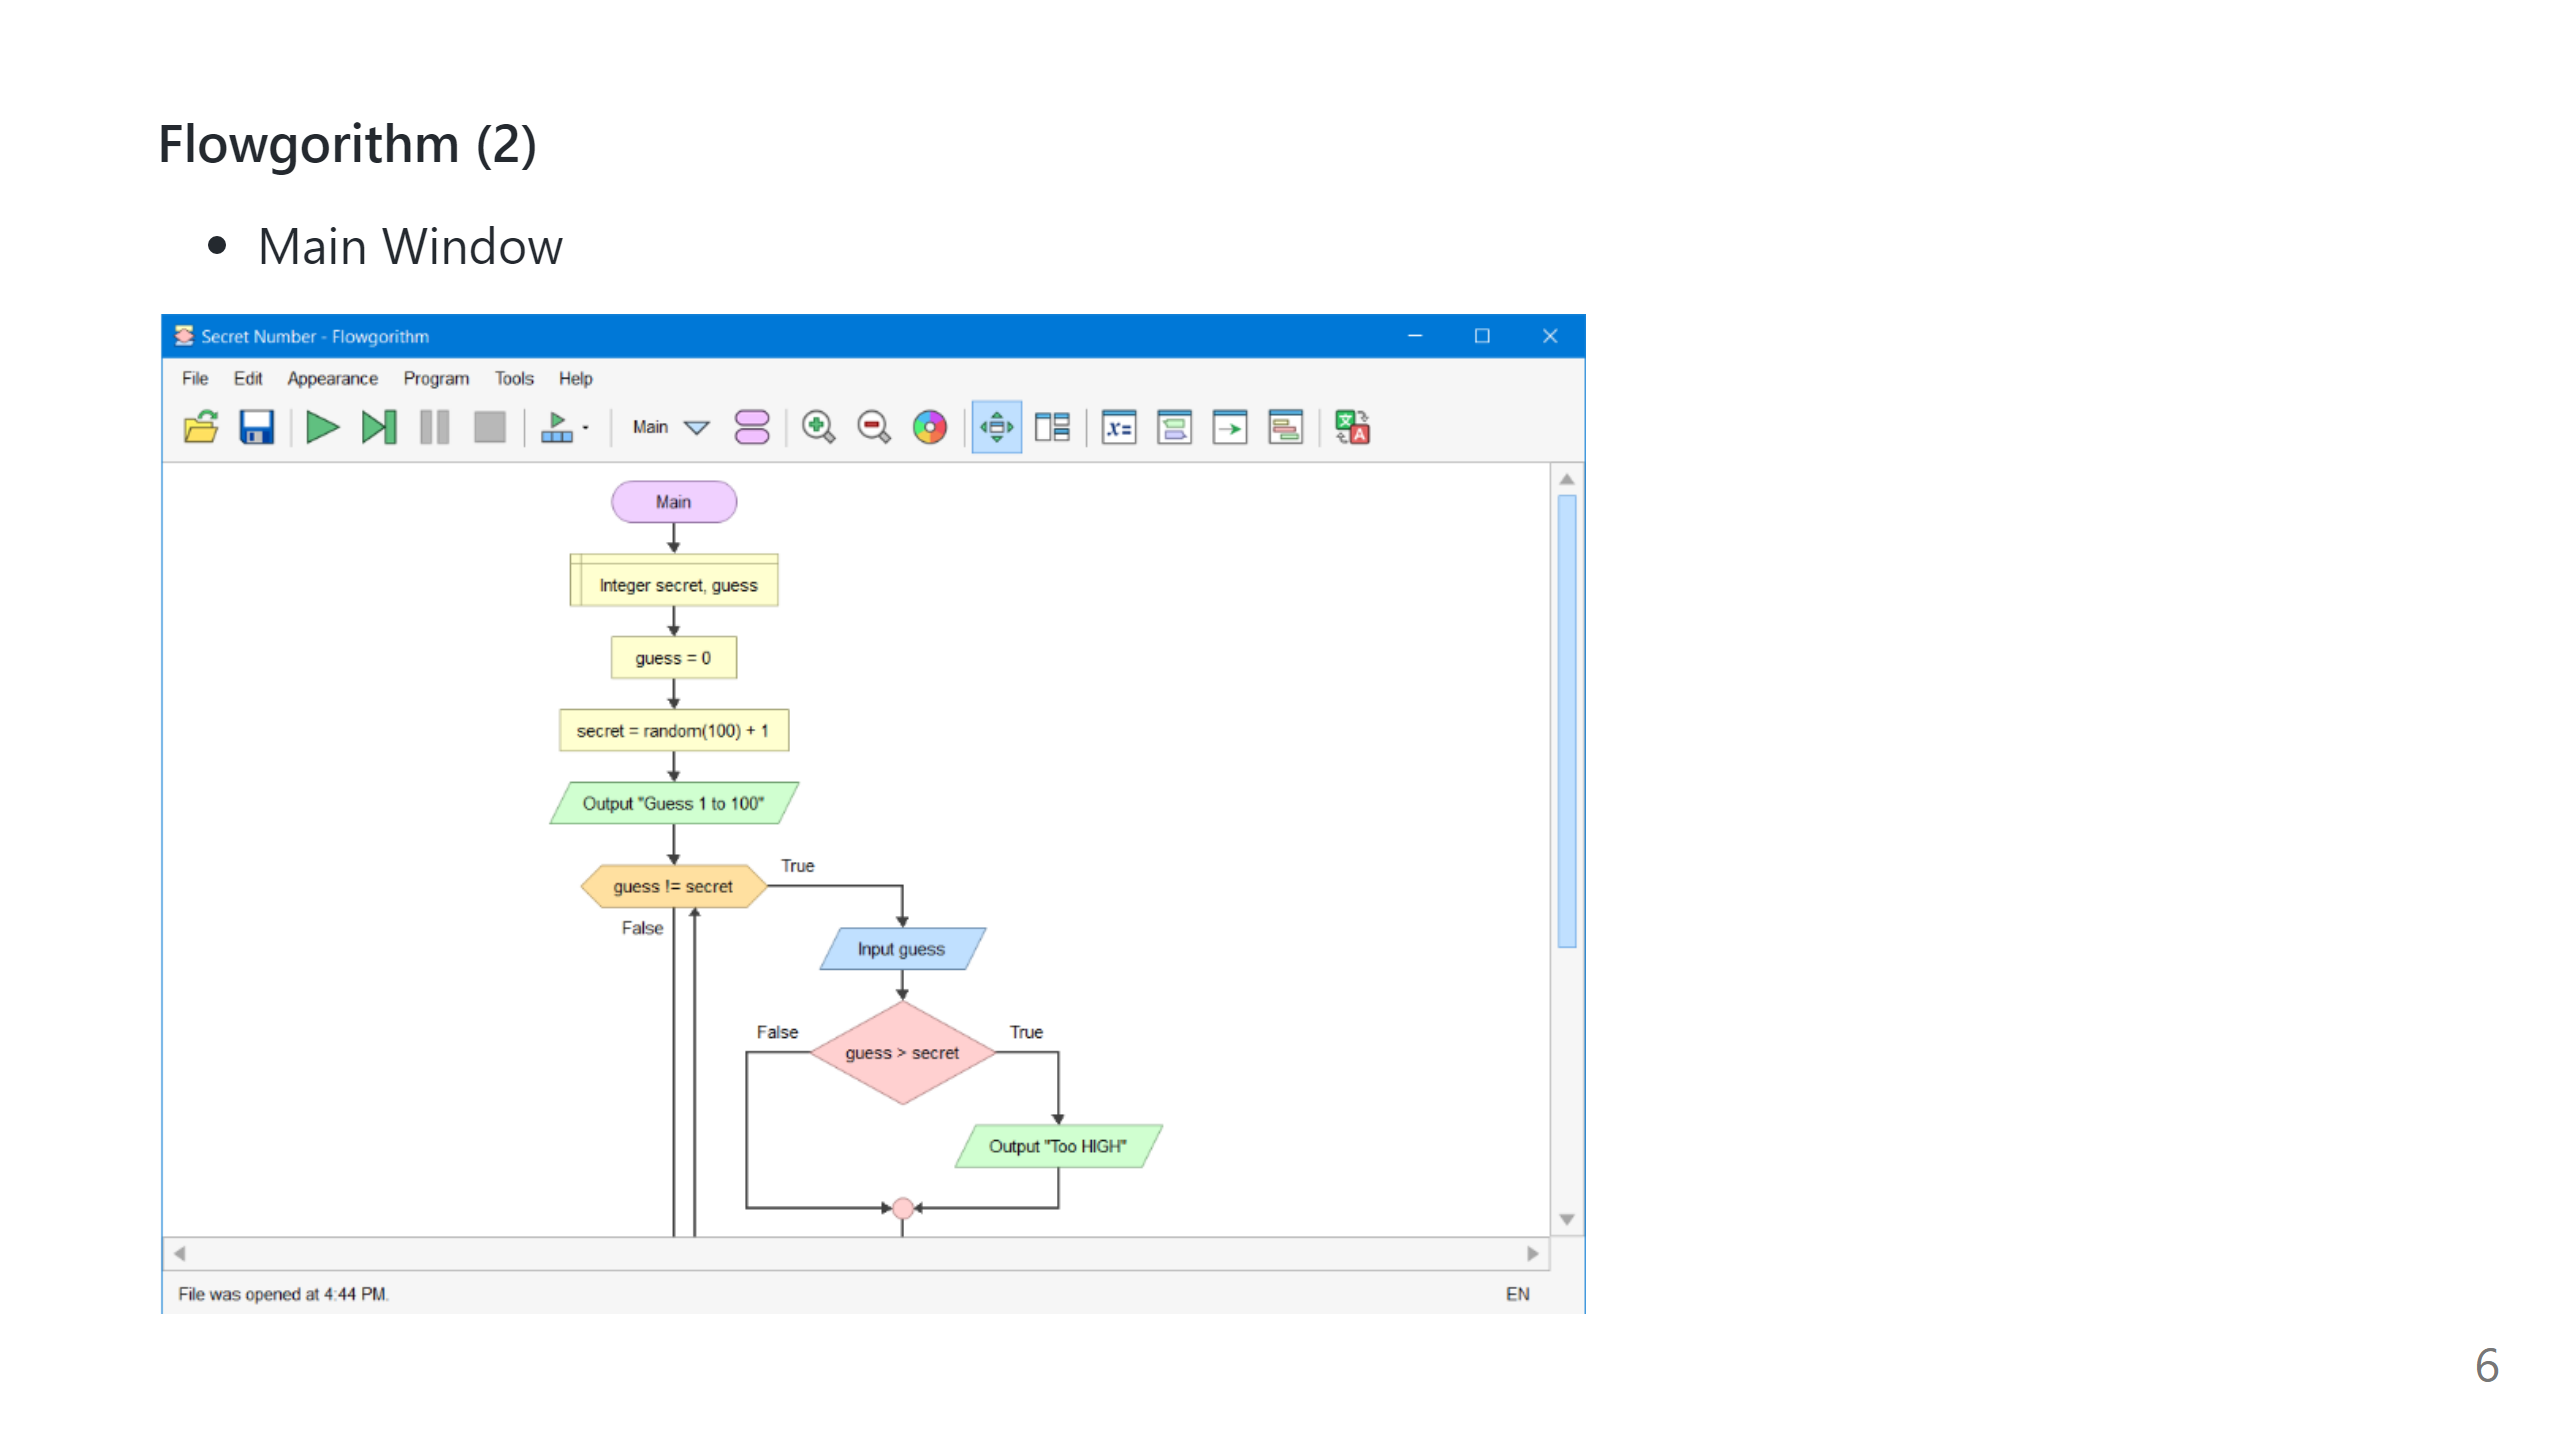 Flowgorithm (2)
• Main Window
Secret Number - Flowgorithm
File Edit Appearance Program Tools Help
Main
x=
A
Main
Integer secret, guess
guess = 0
secret = random(100) + 1
Output "Guess 1 to 100"
True
guess != secret
False
Input guess
False
True
guess > secret
Output "Too HIGH"
File was opened at 4:44 PM.
EN
6